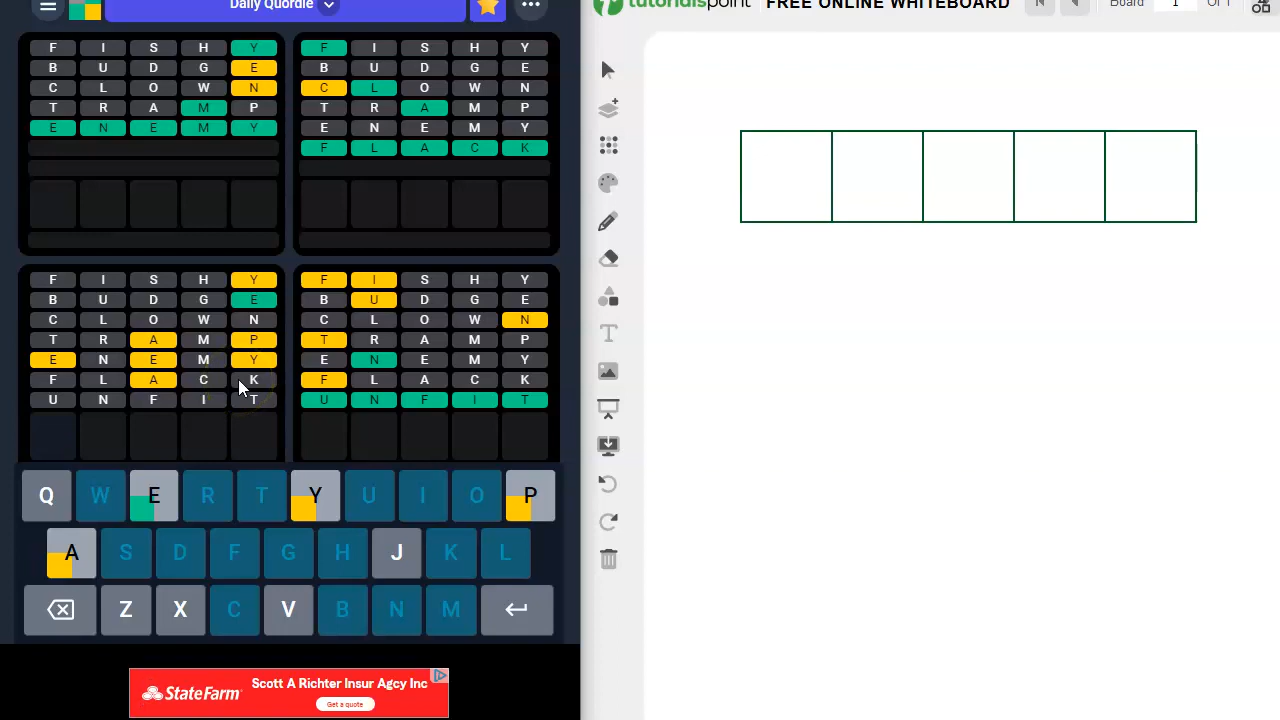 Daily Quordle
tutorialspoint FREE ONLINE WHITEBOARD Board 1 Of 1
F I S H Y
B U D G E
C L O W N
T R A M P
E N E M Y
F I S H Y
B U D G E
C L O W N
T R A M P
E N E M Y
F L A C K
F I S H Y
B U D G E
C L O W N
T R A M P
E N E M Y
F L A C K
U N F I T
F I S H Y
B U D G E
C L O W N
T R A M P
E N E M Y
F L A C K
U N F I T
T
Q W E R T Y U I O P
A S D F G H J K L
Z X C V B N M
StateFarm
Scott A Richter Insur Agcy Inc
Get a quote